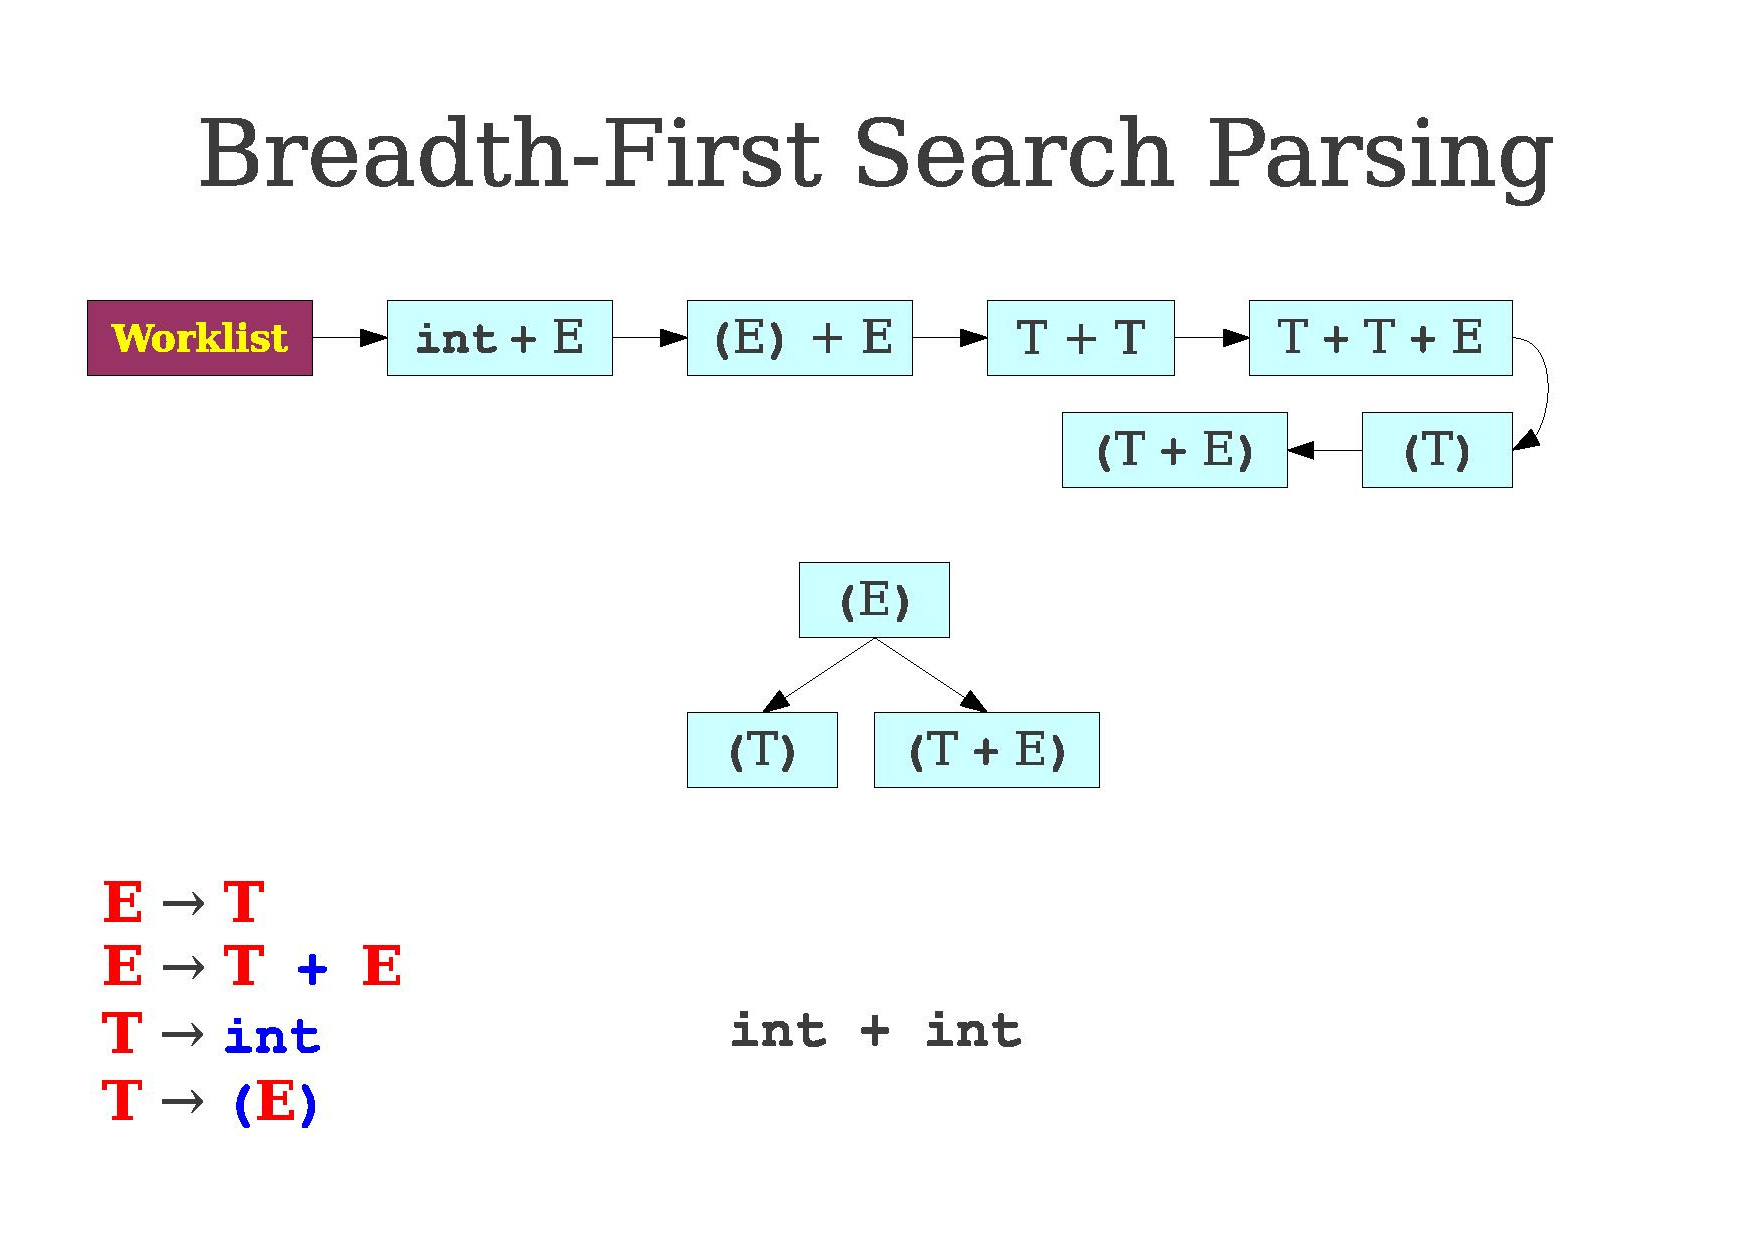 Breadth-First Search Parsing
Worklist
int + E
(E) + E
T + T
T + T + E
(T + E)
(T)
(E)
(T)
(T + E)
E → T
E → T + E
T → int
T → (E)
int + int